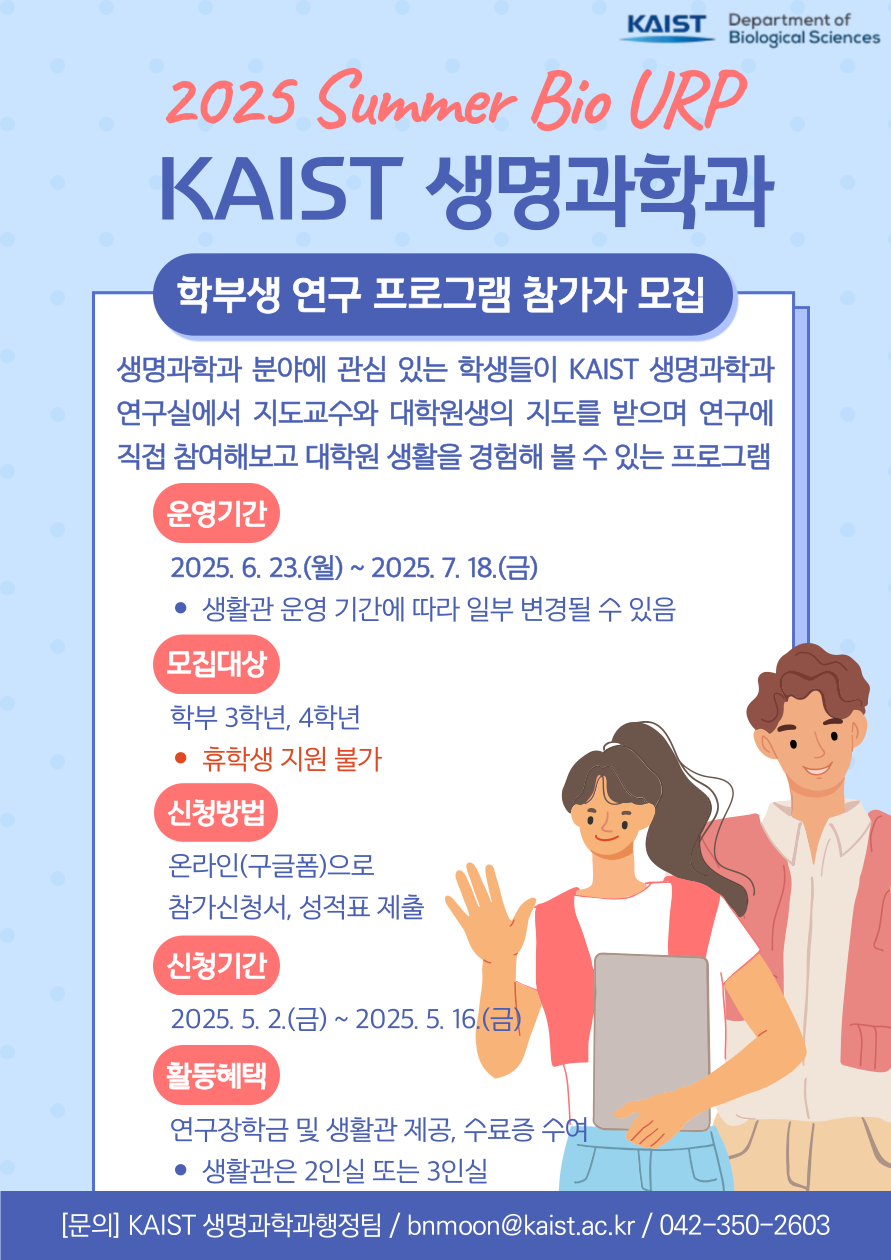 KAIST Department of
Biological Sciences
2025 Summer Bio URP
KAIST 생명과학과
학부생 연구 프로그램 참가자 모집
생명과학과 분야에 관심 있는 학생들이 KAIST 생명과학과
연구실에서 지도교수와 대학원생의 지도를 받으며 연구에
직접 참여해보고 대학원 생활을 경험해 볼 수 있는 프로그램
운영기간
2025. 6. 23.(월) ~ 2025. 7. 18.(금)
• 생활관 운영 기간에 따라 일부 변경될 수 있음
모집대상
학부 3학년, 4학년
• 휴학생 지원 불가
신청방법
온라인(구글폼)으로
참가신청서, 성적표 제출
신청기간
2025. 5. 2.(금) ~ 2025. 5. 16.(금)
활동혜택
연구장학금 및 생활관 제공, 수료증 수여
• 생활관은 2인실 또는 3인실
[문의] KAIST 생명과학과행정팀 / bnmoon@kaist.ac.kr / 042-350-2603